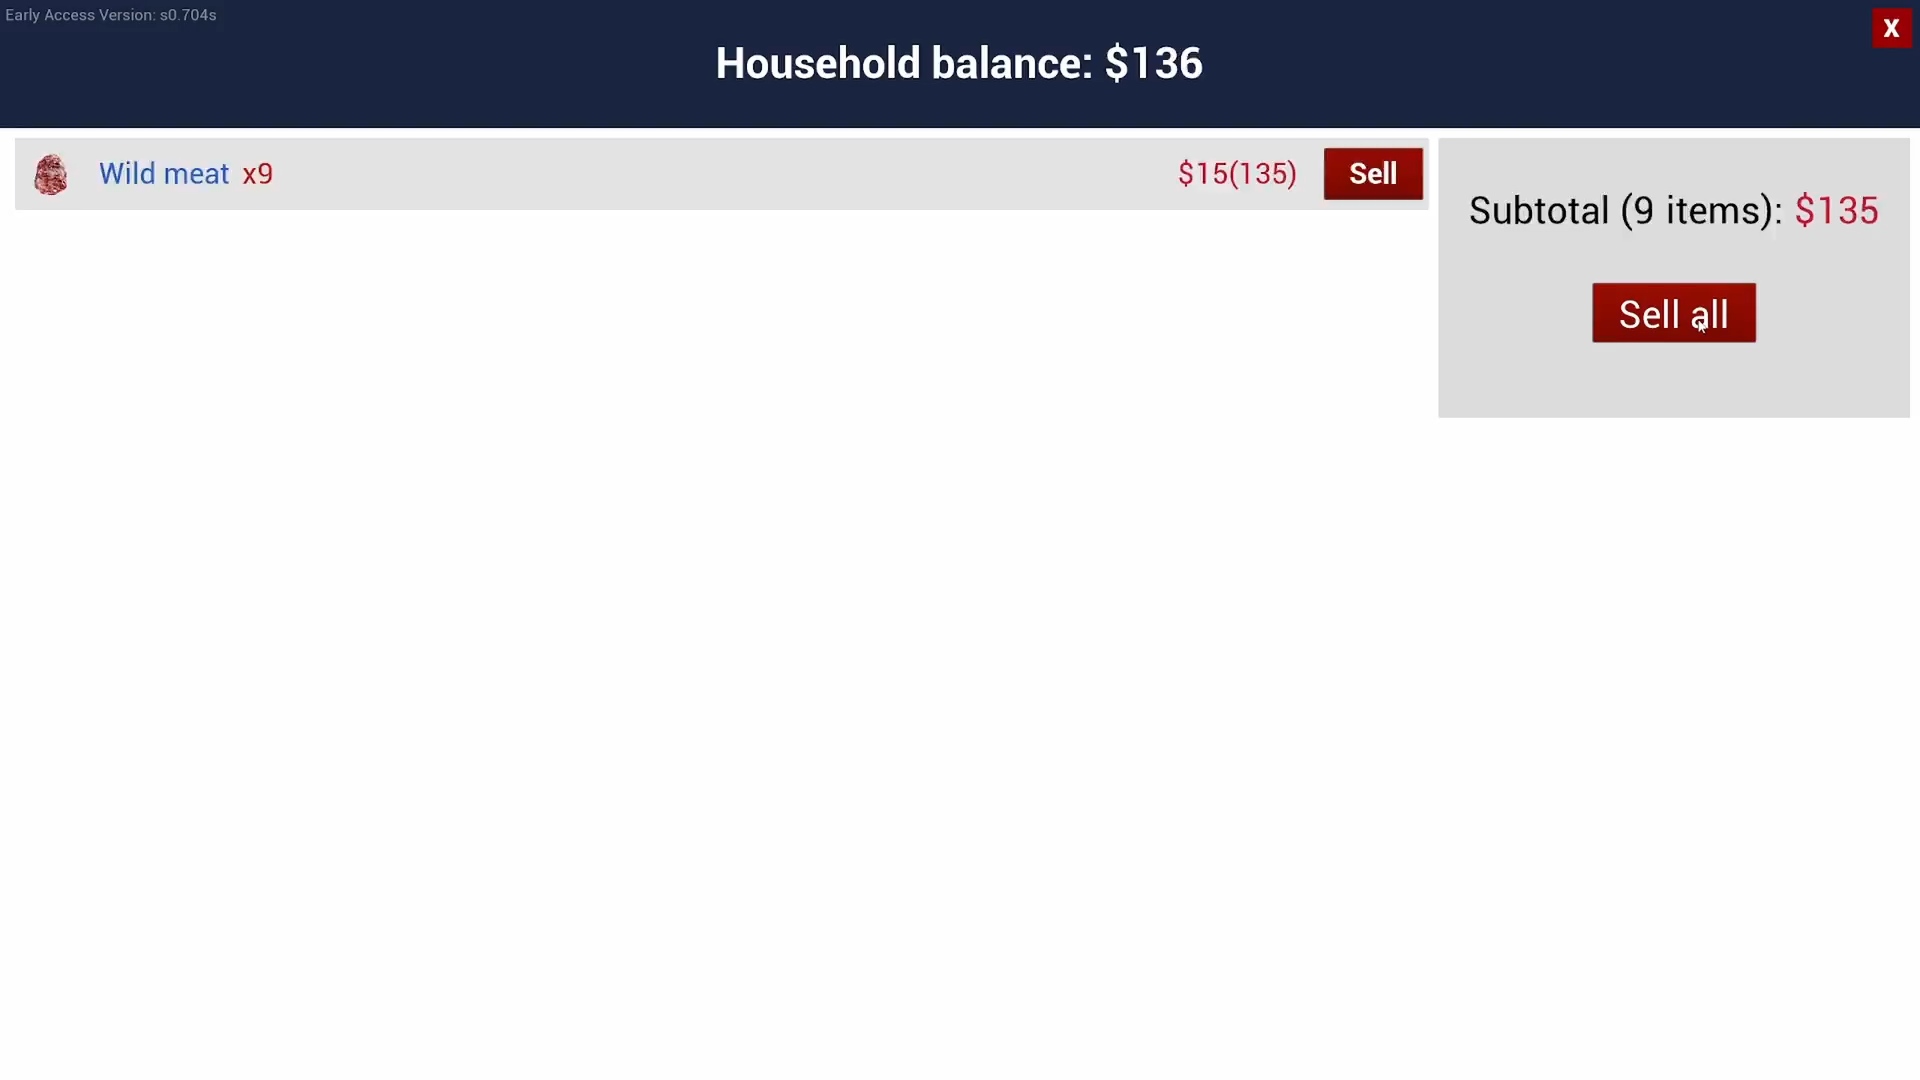 Early Access Version: s0.704s
X
Household balance: $136
Wild meat x9 $15(135) Sell
Subtotal (9 items): $135
Sell all